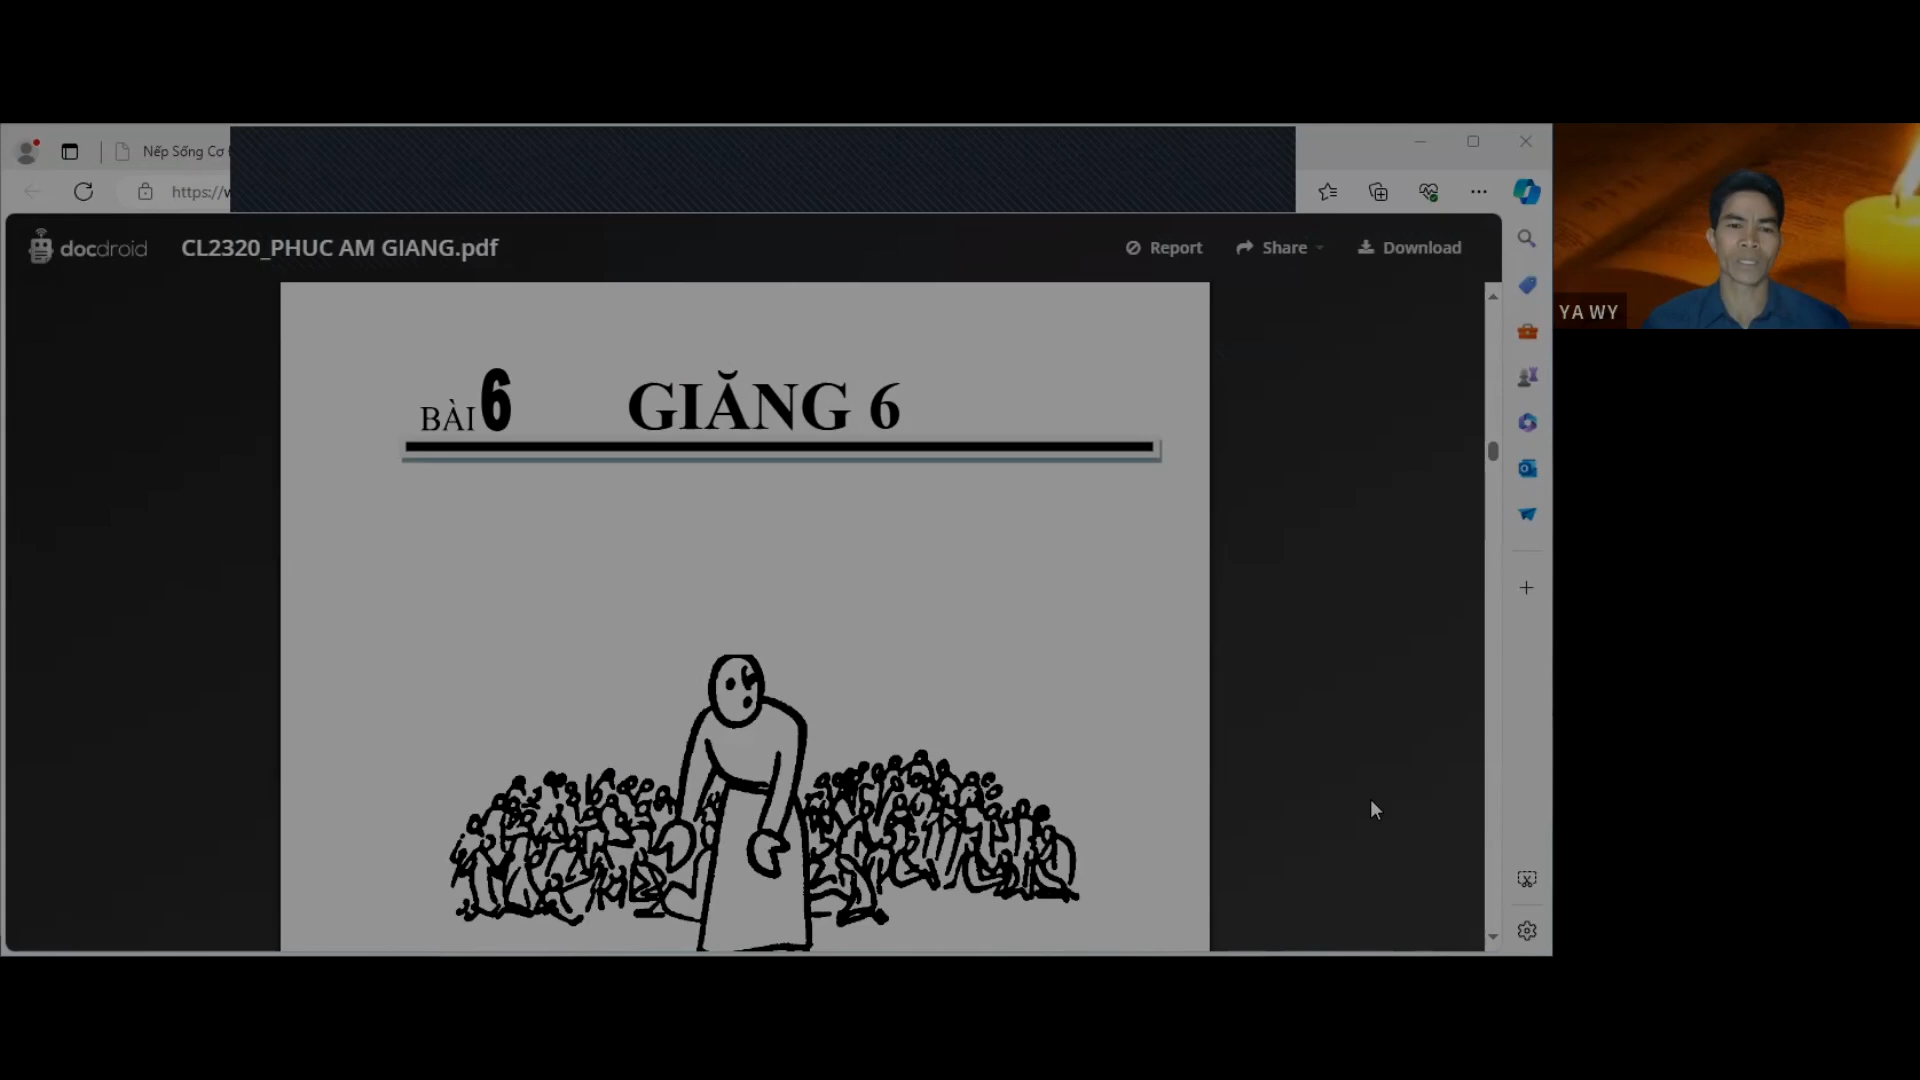 Nếp Sống Cơ
https://w
docdroid
CL2320_PHUC AM GIANG.pdf
Report
Share
Download
BÀI 6
GIĂNG 6
YA WY